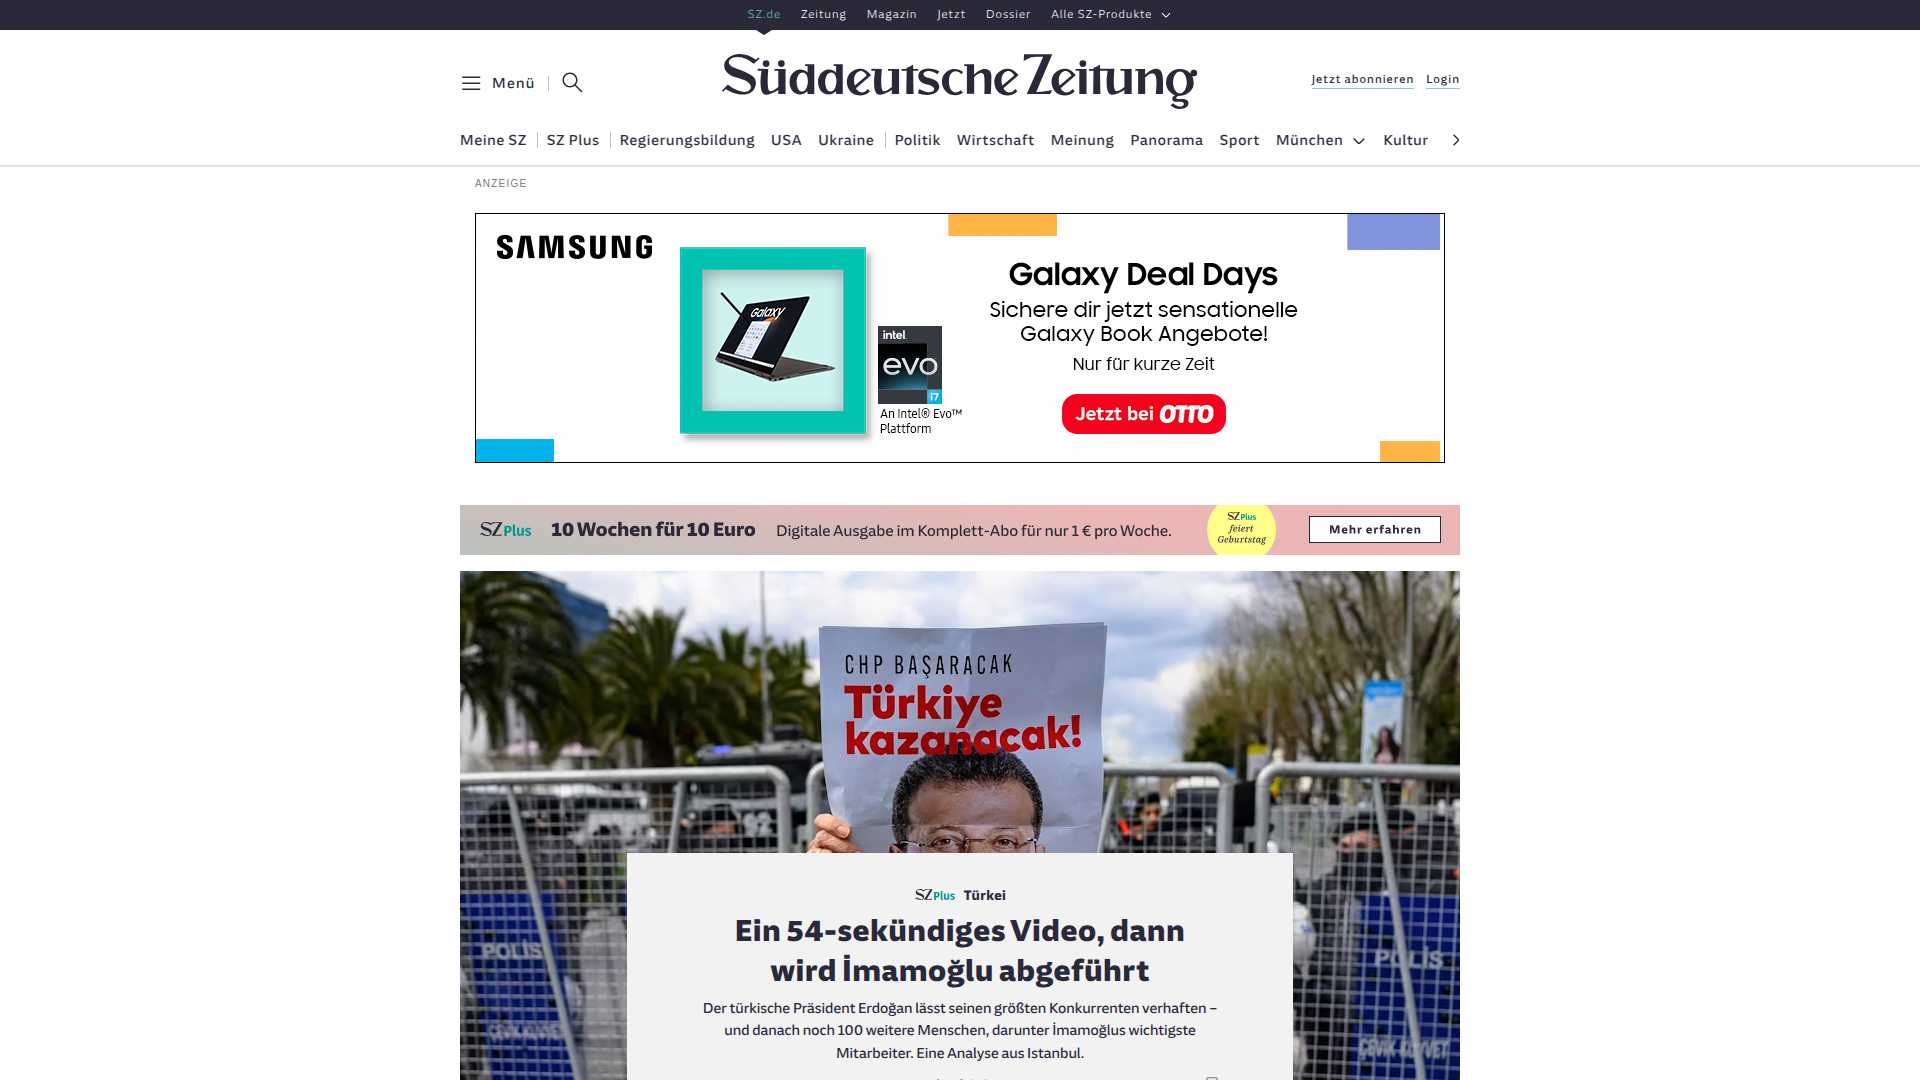 SZ.de Zeitung Magazin Jetzt Dossier Alle SZ-Produkte
Menü
Süddeutsche Zeitung
Jetzt abonnieren Login
Meine SZ SZ Plus Regierungsbildung USA Ukraine Politik Wirtschaft Meinung Panorama Sport München Kultur
ANZEIGE
SAMSUNG
Galaxy
intel
evo
i7
An Intel® Evo™
Plattform
Galaxy Deal Days
Sichere dir jetzt sensationelle
Galaxy Book Angebote!
Nur für kurze Zeit
Jetzt bei OTTO
SZ Plus 10 Wochen für 10 Euro Digitale Ausgabe im Komplett-Abo für nur 1 € pro Woche.
SZ Plus
feiert
Geburtstag
Mehr erfahren
CHP BAŞARACAK
Türkiye
kazanacak!
POLİS
POLİS
ÇEVİK KUVVET
ÇEVİK KUVVET
SZ Plus Türkei
Ein 54-sekündiges Video, dann
wird İmamoğlu abgeführt
Der türkische Präsident Erdoğan lässt seinen größten Konkurrenten verhaften –
und danach noch 100 weitere Menschen, darunter İmamoğlus wichtigste
Mitarbeiter. Eine Analyse aus Istanbul.